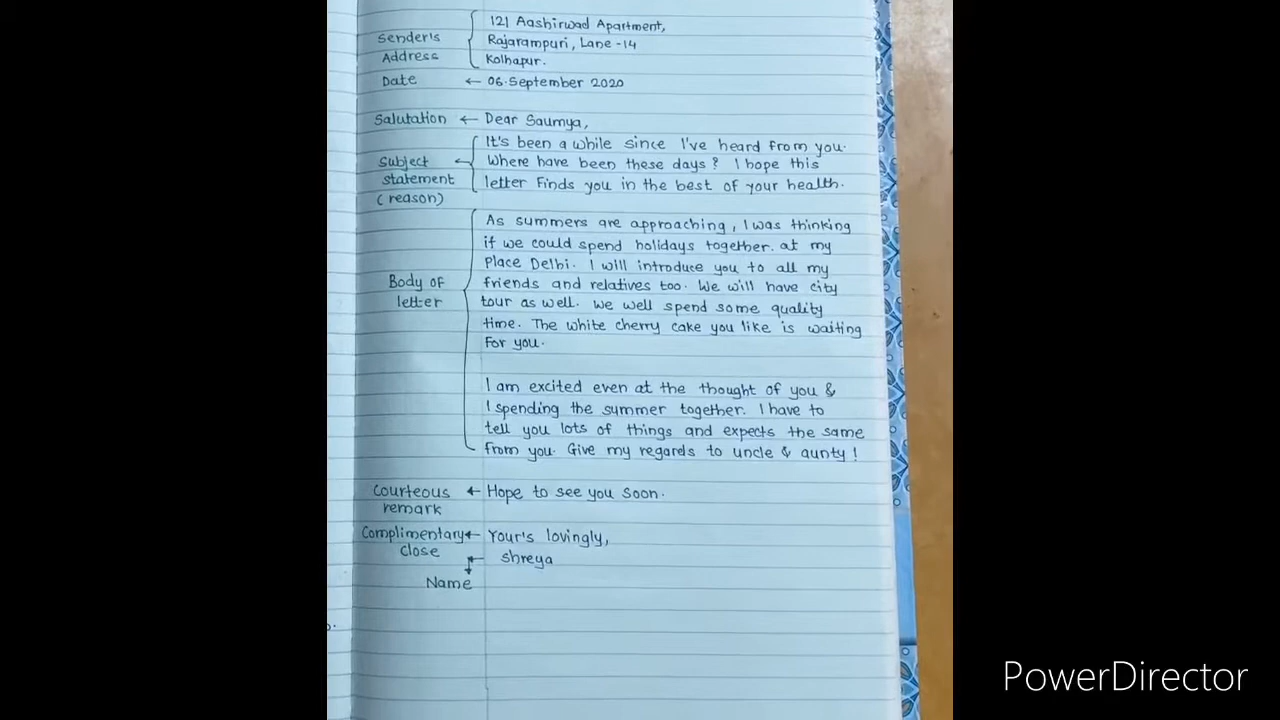 121 Aashirwad Apartment,
Sender's Rajarampuri, Lane-14
Address Kolhapur.
Date ← 06.September 2020
Salutation ← Dear Saumya,
It's been a while since I've heard from you.
Subject ← Where have been these days? I hope this
statement letter Finds you in the best of your health.
(reason)
As summers are approaching, I was thinking
if we could spend holidays together. at my
Place Delbi. I will introduce you to all my
Body of friends and relatives too. We will have city
letter tour as well. We well spend some quality
time. The white cherry cake you like is waiting
For you.
I am excited even at the thought of you &
I spending the summer together. I have to
tell you lots of things and expects the same
from you. Give my regards to uncle & aunty!
Courteous ← Hope to see you soon.
remark
Complimentary ← Your's lovingly,
close
shreya
Name
PowerDirector